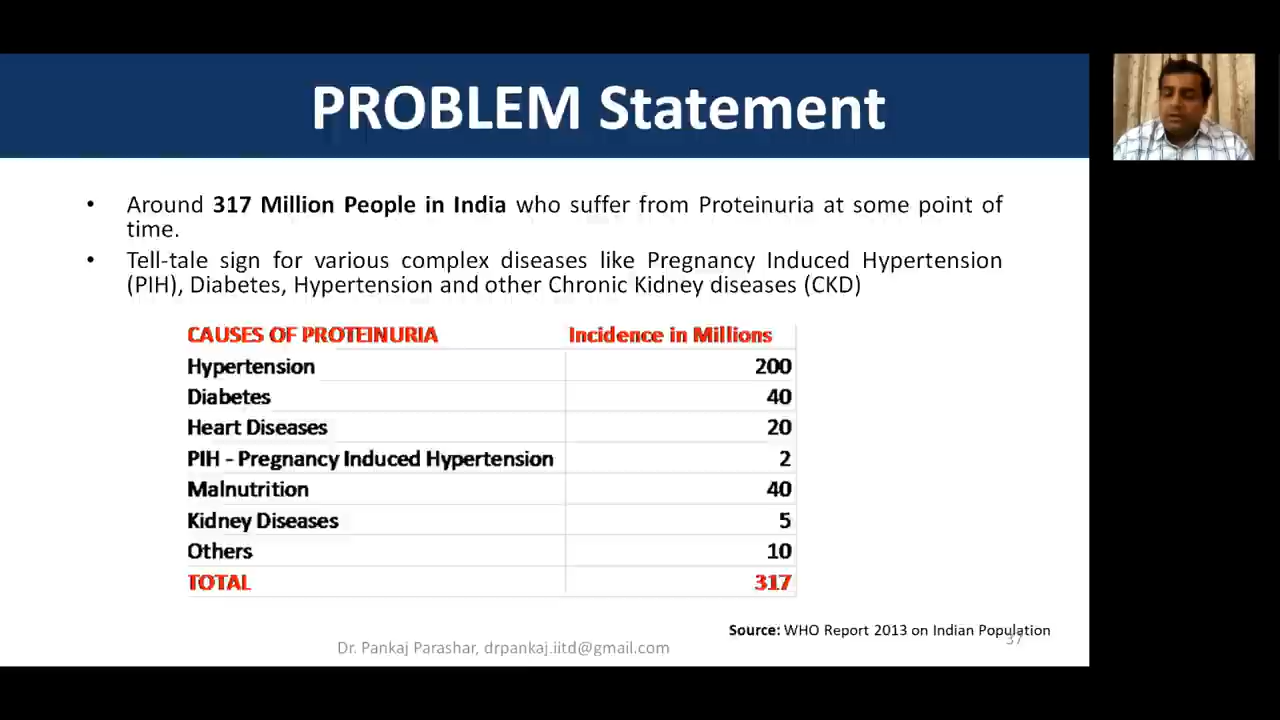 PROBLEM Statement
• Around 317 Million People in India who suffer from Proteinuria at some point of
time.
• Tell-tale sign for various complex diseases like Pregnancy Induced Hypertension
(PIH), Diabetes, Hypertension and other Chronic Kidney diseases (CKD)
CAUSES OF PROTEINURIA Incidence in Millions
Hypertension 200
Diabetes 40
Heart Diseases 20
PIH - Pregnancy Induced Hypertension 2
Malnutrition 40
Kidney Diseases 5
Others 10
TOTAL 317
Source: WHO Report 2013 on Indian Population
37
Dr. Pankaj Parashar, drpankaj.iitd@gmail.com